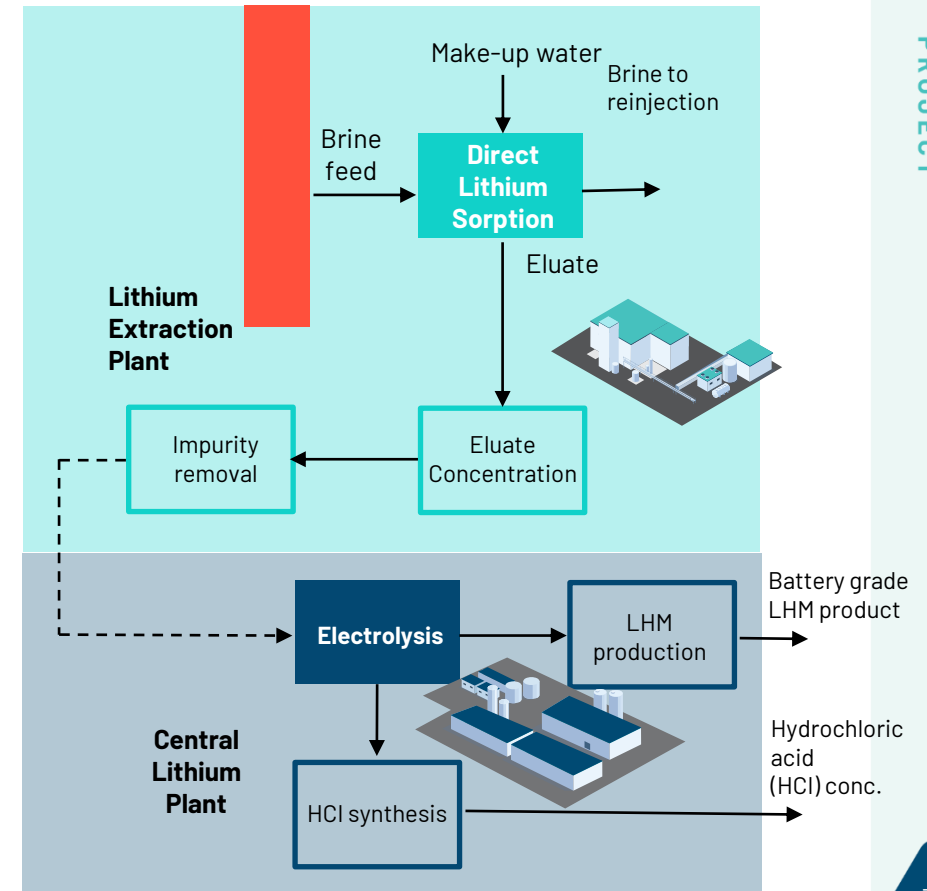 PROJECT
Make-up water
Brine to
reinjection
Brine
feed
Direct
Lithium
Sorption
Eluate
Lithium
Extraction
Plant
Impurity
removal
Eluate
Concentration
Electrolysis
LHM
production
Battery grade
LHM product
Central
Lithium
Plant
HCl synthesis
Hydrochloric
acid
(HCl) conc.